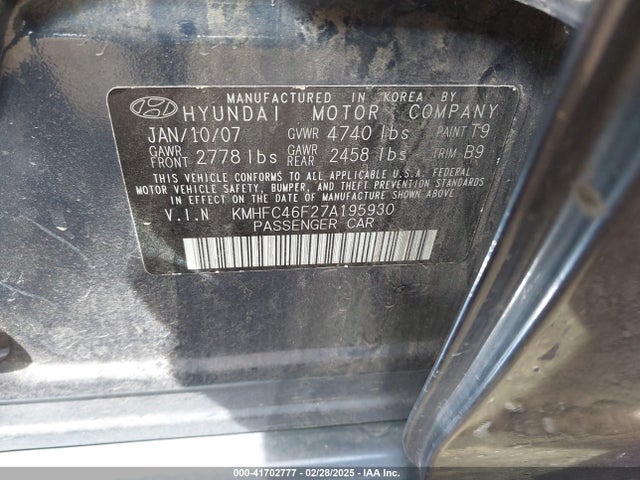 MANUFACTURED IN KOREA BY
HYUNDAI MOTOR COMPANY
JAN/10/07 GVWR 4740 lbs PAINT T9
GAWR FRONT 2778 lbs GAWR REAR 2458 lbs TRIM B9
THIS VEHICLE CONFORMS TO ALL APPLICABLE U.S.A. FEDERAL
MOTOR VEHICLE SAFETY, BUMPER, AND THEFT PREVENTION STANDARDS
IN EFFECT ON THE DATE OF MANUFACTURE SHOWN ABOVE
V.I.N KMHFC46F27A195930
PASSENGER CAR
000-41702777 - 02/28/2025 - IAA Inc.